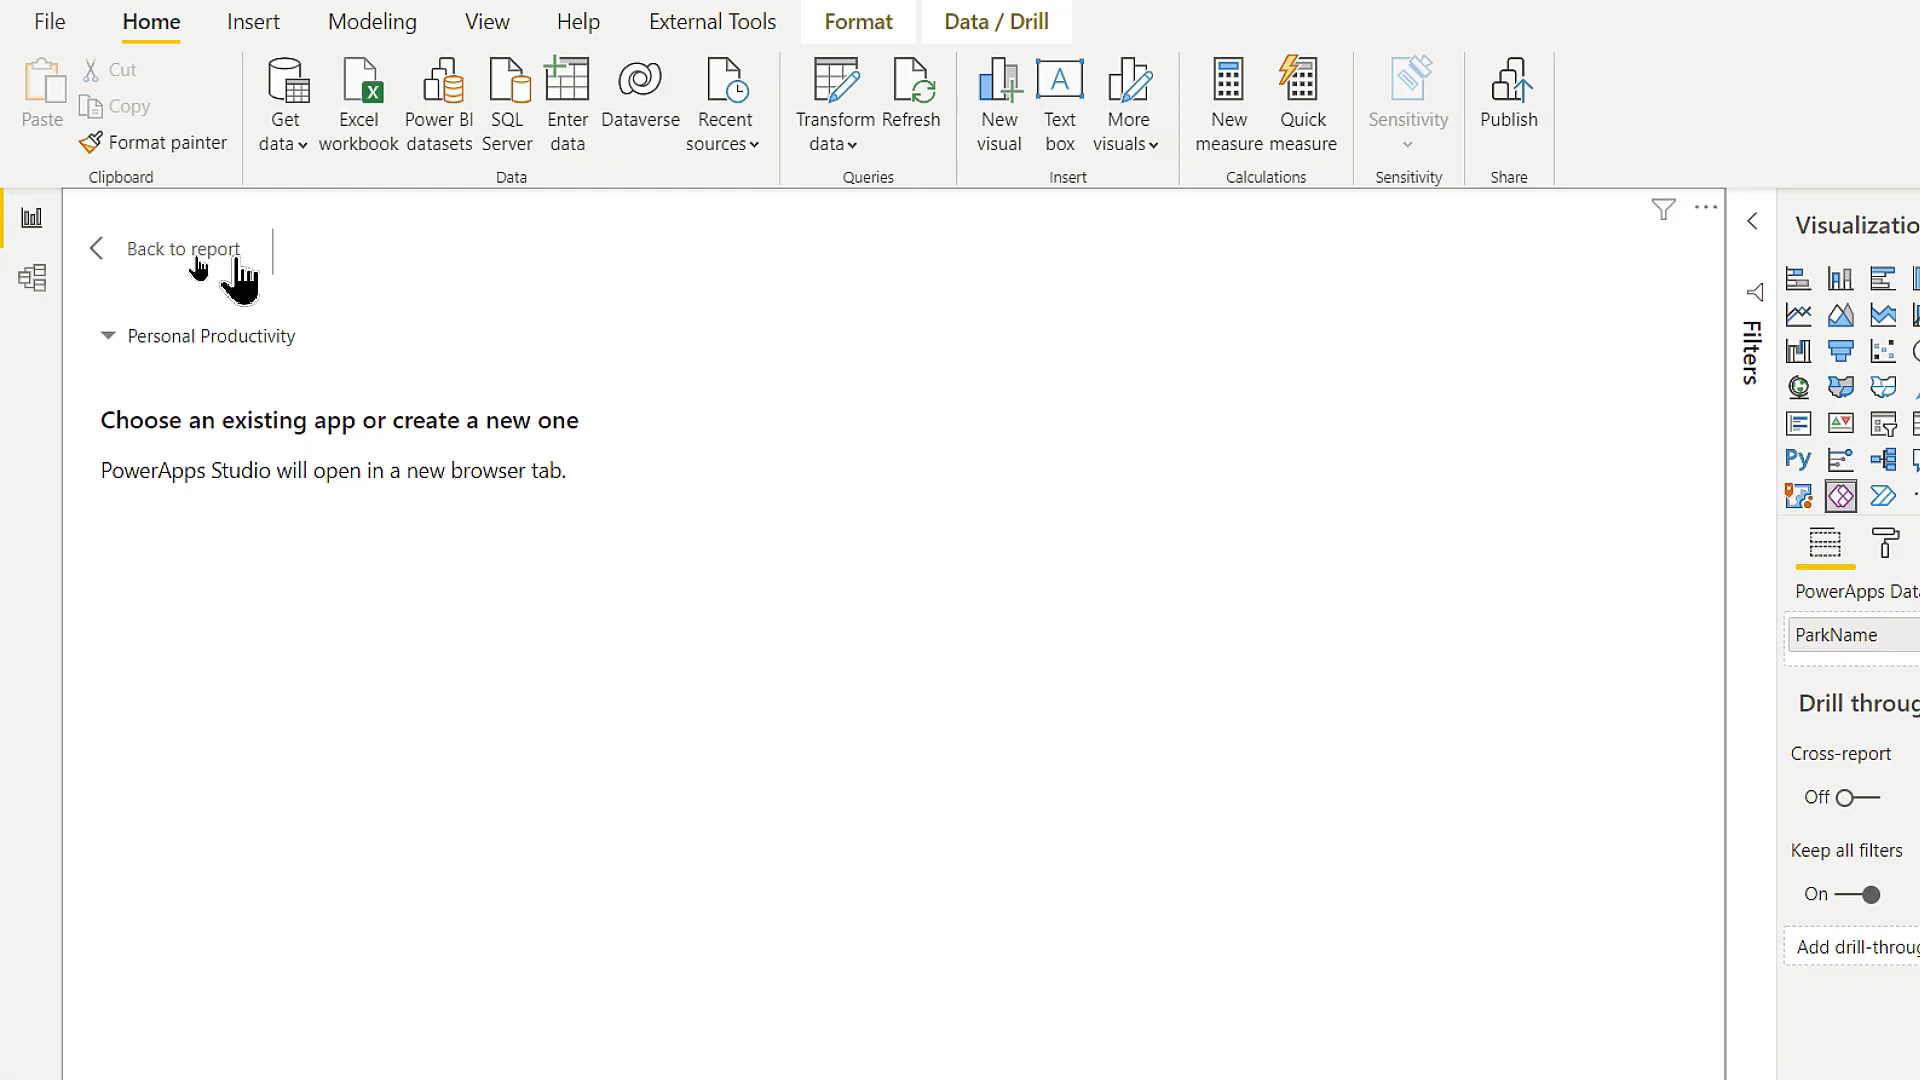 File Home Insert Modeling View Help External Tools Format Data / Drill
Paste
Cut
Copy
Format painter
Clipboard
Get data
Excel workbook
Power BI datasets
SQL Server
Enter data
Dataverse
Recent sources
Data
Transform data
Refresh
Queries
New visual
Text box
More visuals
Insert
New measure
Quick measure
Calculations
Sensitivity
Sensitivity
Publish
Share
Back to report
Personal Productivity
Choose an existing app or create a new one
PowerApps Studio will open in a new browser tab.
Filters
Visualizatio
Py
PowerApps Dat
ParkName
Drill throug
Cross-report
Off
Keep all filters
On
Add drill-throug